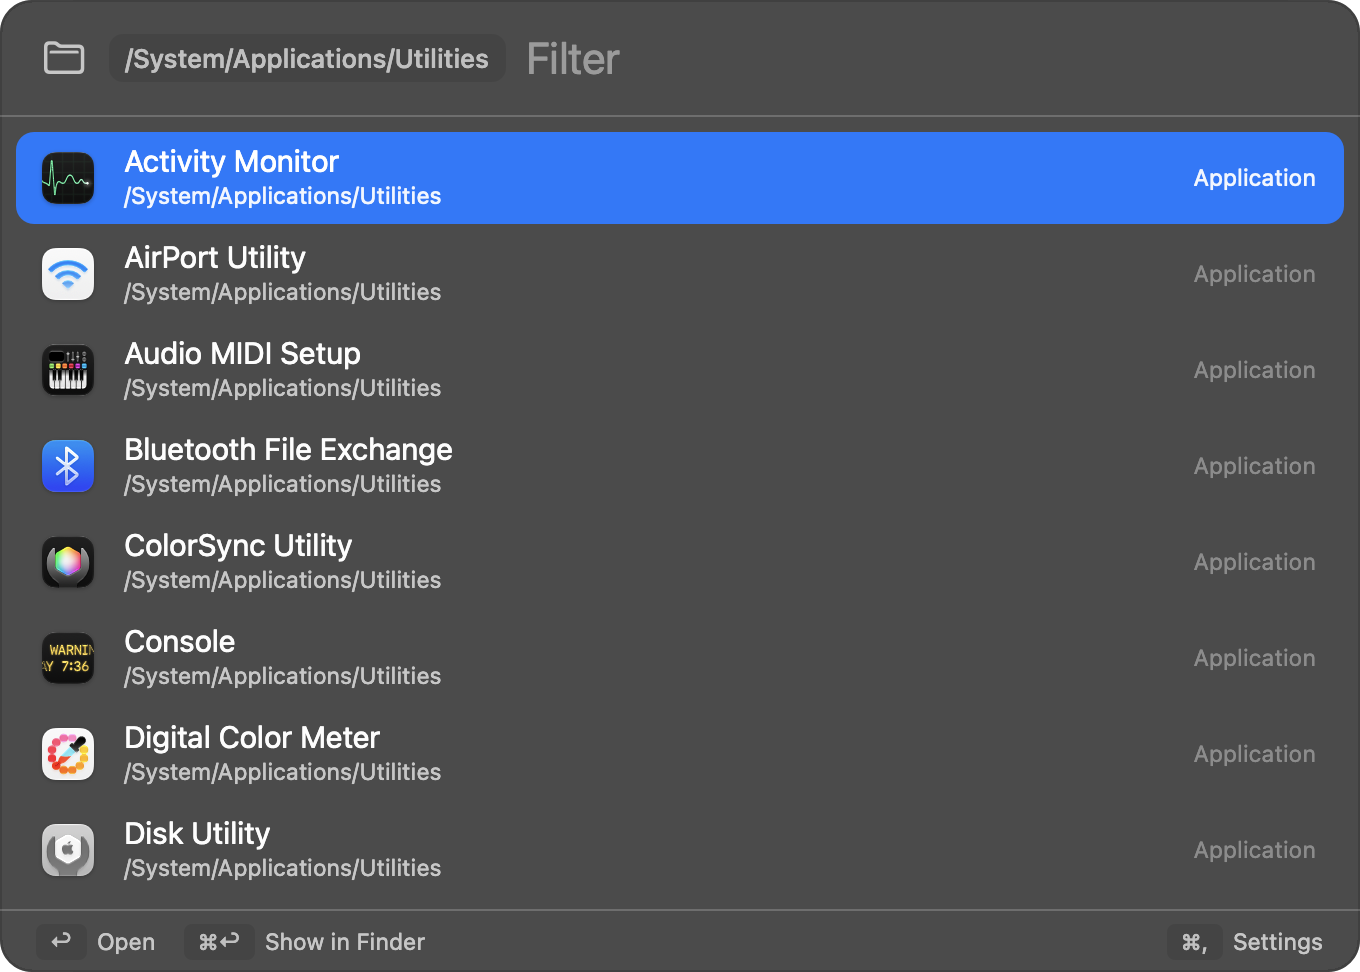 /System/Applications/Utilities Filter
Activity Monitor
/System/Applications/Utilities
Application
AirPort Utility
/System/Applications/Utilities
Application
Audio MIDI Setup
/System/Applications/Utilities
Application
Bluetooth File Exchange
/System/Applications/Utilities
Application
ColorSync Utility
/System/Applications/Utilities
Application
WARNIN
AY 7:36
Console
/System/Applications/Utilities
Application
Digital Color Meter
/System/Applications/Utilities
Application
Disk Utility
/System/Applications/Utilities
Application
↩ Open ⌘↩ Show in Finder ⌘, Settings